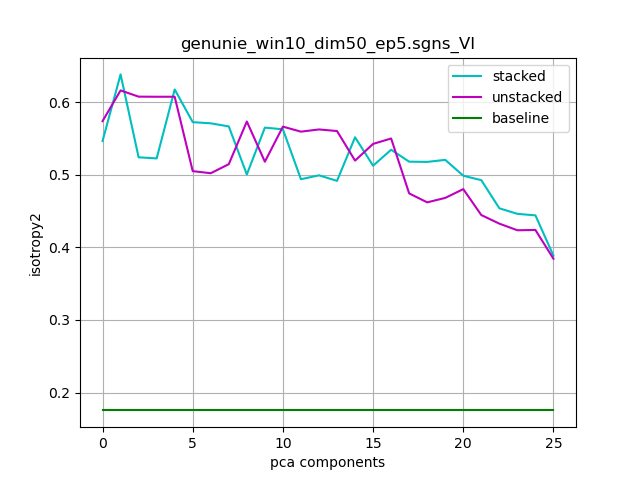 genunie_win10_dim50_ep5.sgns_VI
stacked
unstacked
baseline
isotropy2
0.6
0.5
0.4
0.3
0.2
0 5 10 15 20 25
pca components